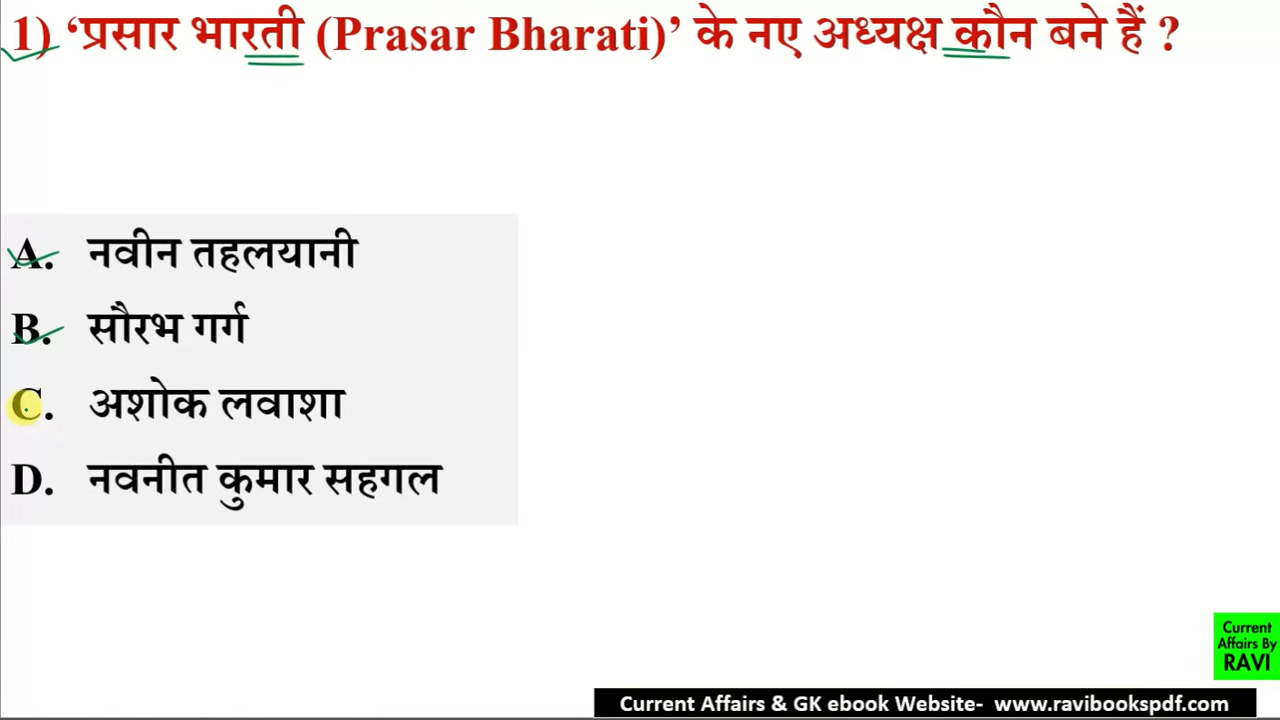 1) ‘प्रसार भारती (Prasar Bharati)’ के नए अध्यक्ष कौन बने हैं ?
A. नवीन तहलयानी
B. सौरभ गर्ग
C. अशोक लवाशा
D. नवनीत कुमार सहगल
Current
Affairs By
RAVI
Current Affairs & GK ebook Website- www.ravibookspdf.com